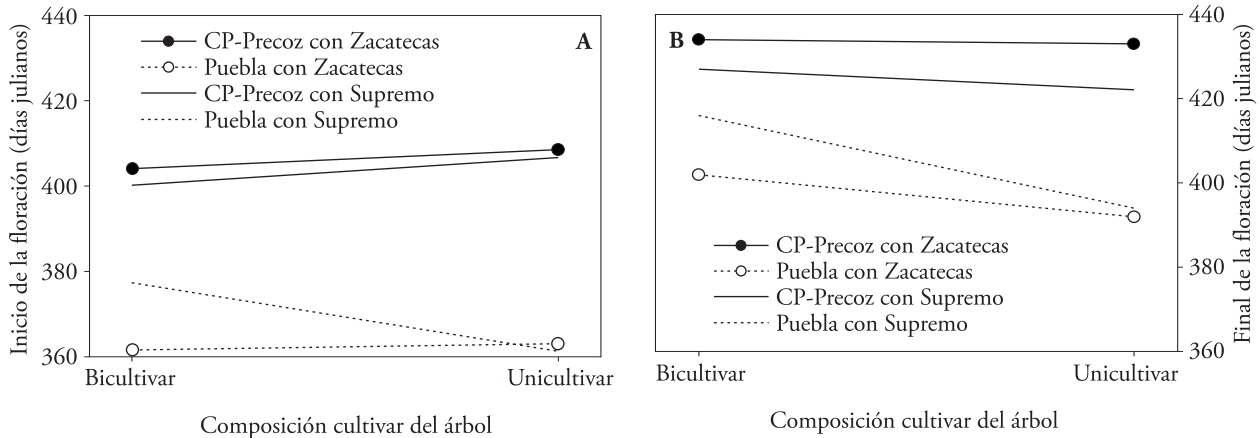 Inicio de la floración (días julianos)
440
420
400
380
360
CP-Precoz con Zacatecas
Puebla con Zacatecas
CP-Precoz con Supremo
Puebla con Supremo
A
Bicultivar
Unicultivar
Composición cultivar del árbol
B
CP-Precoz con Zacatecas
Puebla con Zacatecas
CP-Precoz con Supremo
Puebla con Supremo
440
420
400
380
360
Final de la floración (días julianos)
Bicultivar
Unicultivar
Composición cultivar del árbol